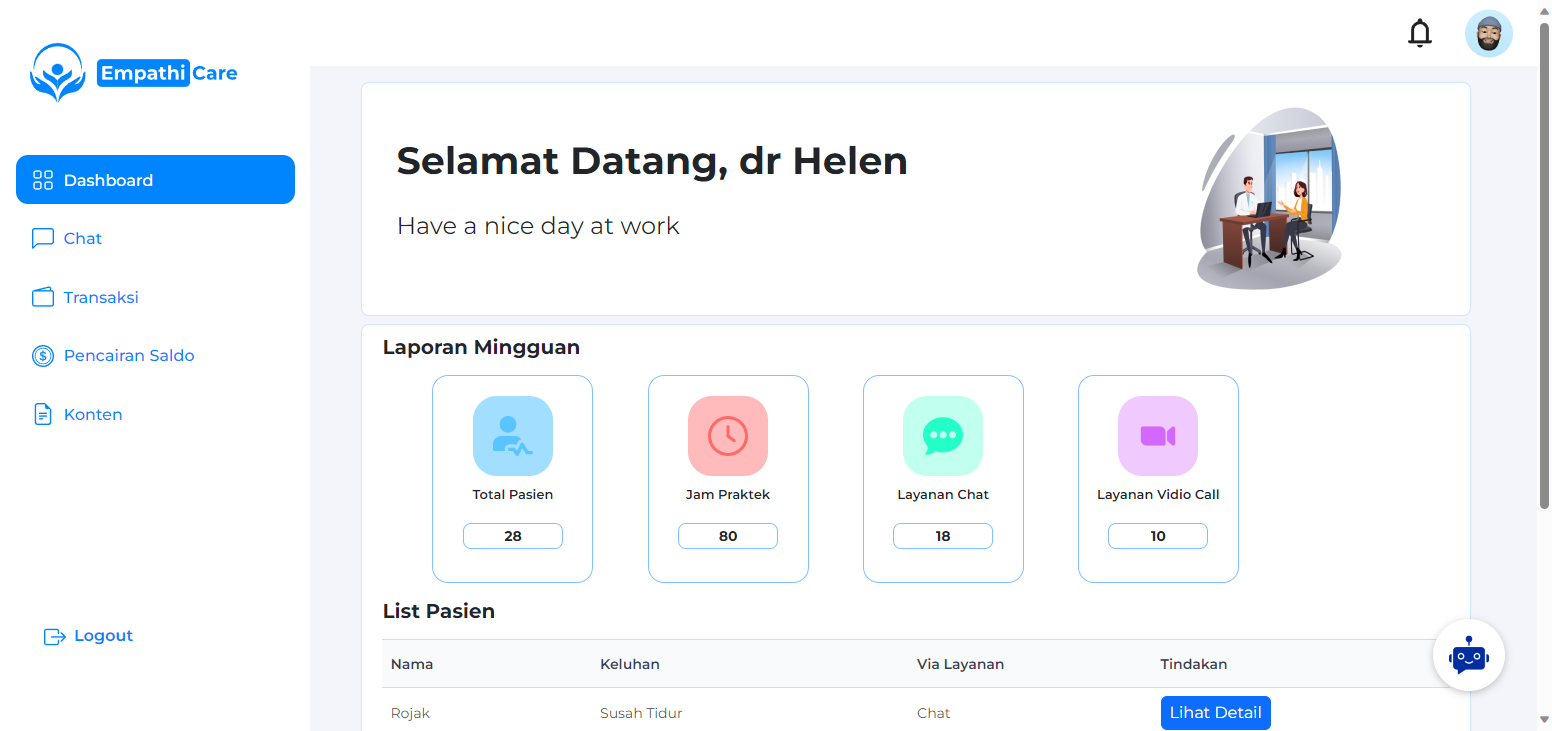 Empathi Care
Dashboard
Chat
Transaksi
Pencairan Saldo
Konten
Logout
Selamat Datang, dr Helen
Have a nice day at work
Laporan Mingguan
Total Pasien
28
Jam Praktek
80
Layanan Chat
18
Layanan Vidio Call
10
List Pasien
Nama Keluhan Via Layanan Tindakan
Rojak Susah Tidur Chat Lihat Detail